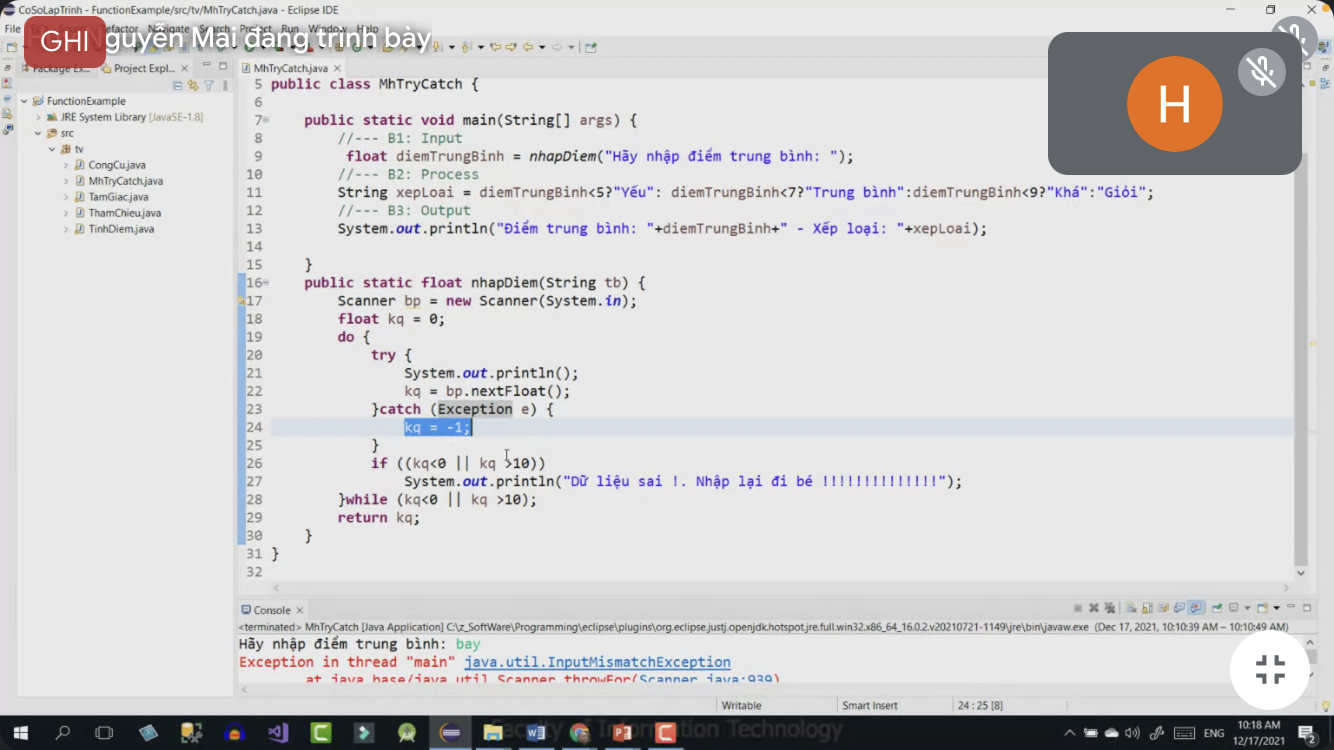 CoSoLapTrinh - FunctionExample/src/tv/MhTryCatch.java - Eclipse IDE
File Refactor Navigate Search Project Run Window Help
GHI guyễn Mai đang trình bày
Package Ex... Project Expl...
FunctionExample
JRE System Library [JavaSE-1.8]
src
tv
CongCu.java
MhTryCatch.java
TamGiac.java
ThamChieu.java
TinhDiem.java
MhTryCatch.java
H
5 public class MhTryCatch {
6
7 public static void main(String[] args) {
8 //--- B1: Input
9 float diemTrungBinh = nhapDiem("Hãy nhập điểm trung bình: ");
10 //--- B2: Process
11 String xepLoai = diemTrungBinh<5?"Yếu": diemTrungBinh<7?"Trung bình":diemTrungBinh<9?"Khá":"Giỏi";
12 //--- B3: Output
13 System.out.println("Điểm trung bình: "+diemTrungBinh+" - Xếp loại: "+xepLoai);
14
15 }
16 public static float nhapDiem(String tb) {
17 Scanner bp = new Scanner(System.in);
18 float kq = 0;
19 do {
20 try {
21 System.out.println();
22 kq = bp.nextFloat();
23 }catch (Exception e) {
24 kq = -1;
25 }
26 if ((kq<0 || kq >10))
27 System.out.println("Dữ liệu sai !. Nhập lại đi bé !!!!!!!!!!!!!!");
28 }while (kq<0 || kq >10);
29 return kq;
30 }
31 }
32
Console
<terminated> MhTryCatch [Java Application] C:\z_SoftWare\Programming\eclipse\plugins\org.eclipse.justj.openjdk.hotspot.jre.full.win32.x86_64_16.0.2.v20210721-1149\jre\bin\javaw.exe (Dec 17, 2021, 10:10:39 AM – 10:10:49 AM)
Hãy nhập điểm trung bình: bay
Exception in thread "main" java.util.InputMismatchException
at java.base/java.util.Scanner.throwFor(Scanner.java:939)
Writable Smart Insert 24 : 25 [8]
Faculty of Information Technology
ENG 10:18 AM
12/17/2021
2